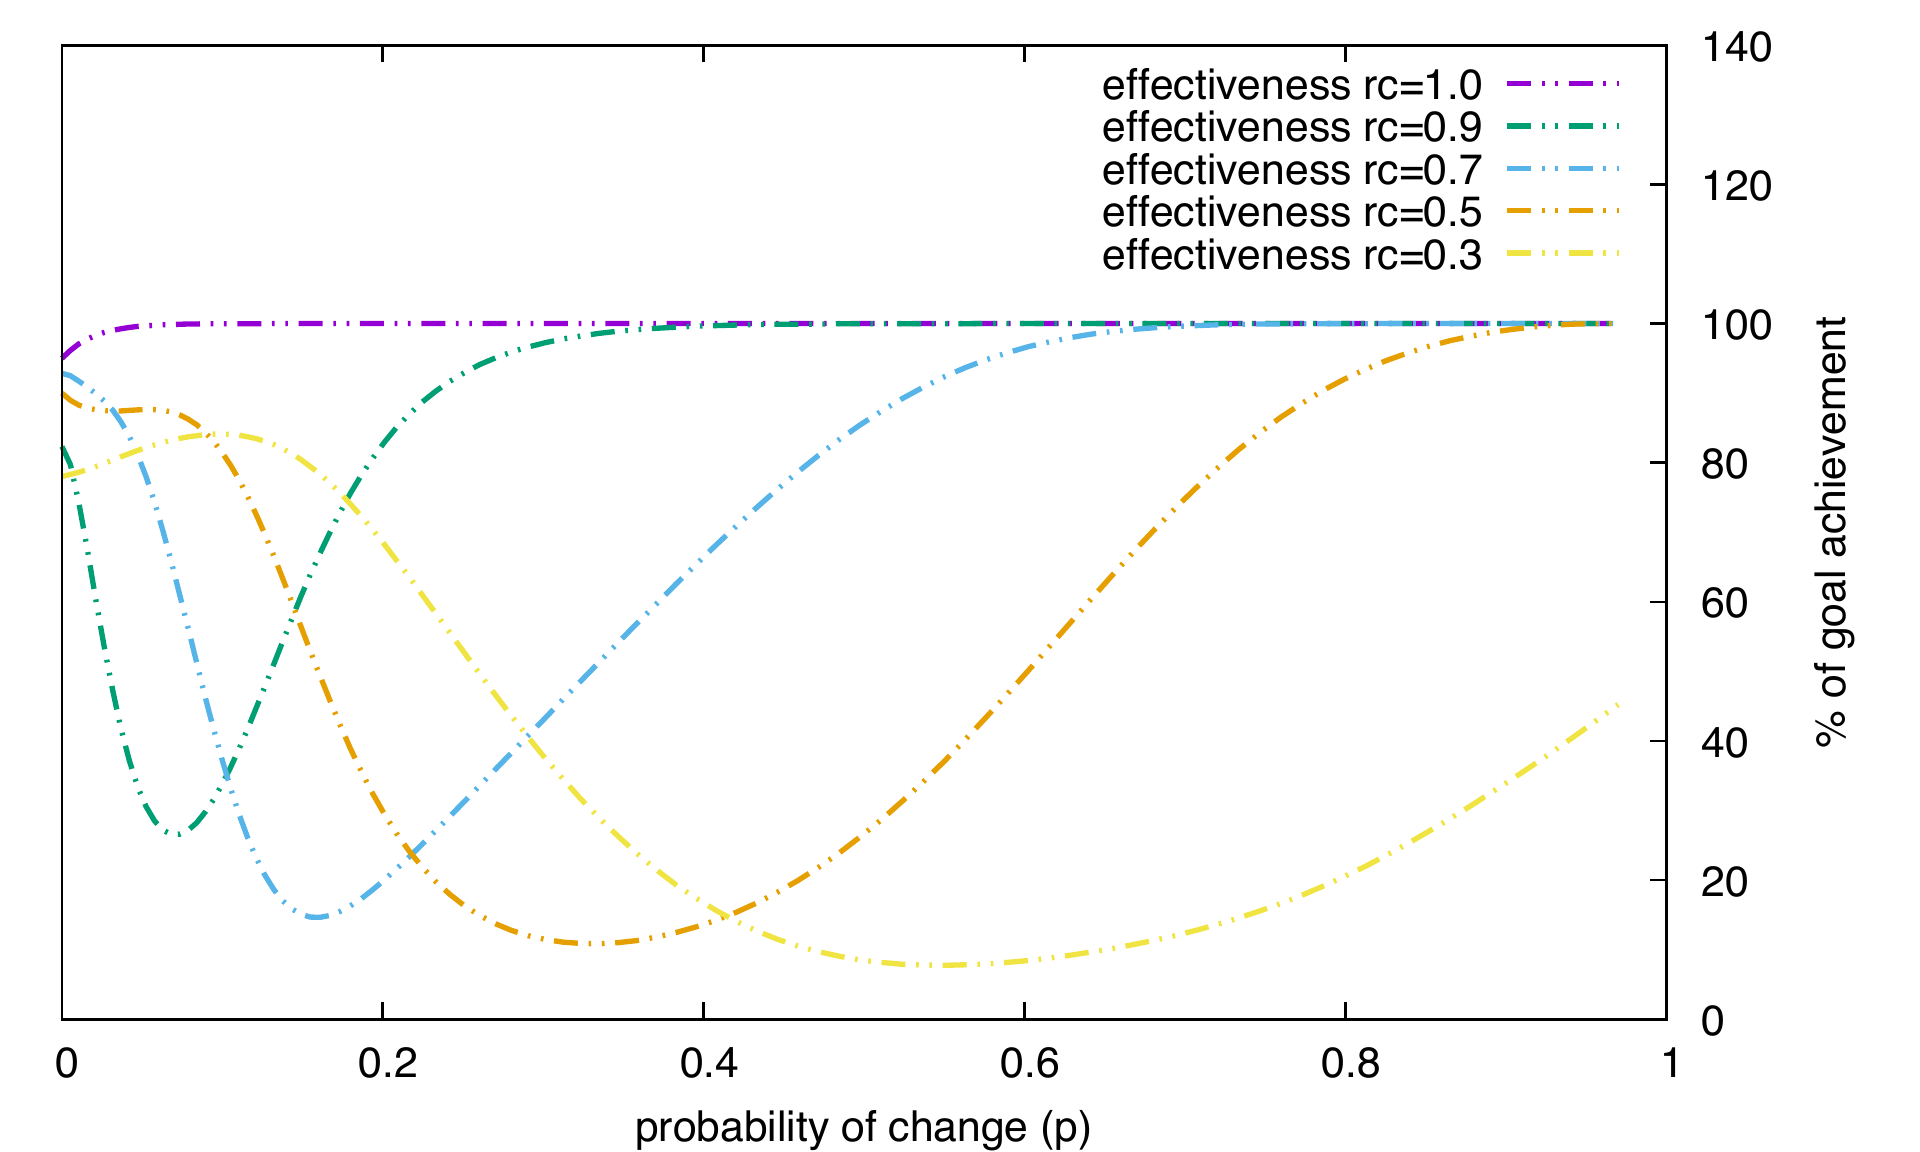 effectiveness rc=1.0
effectiveness rc=0.9
effectiveness rc=0.7
effectiveness rc=0.5
effectiveness rc=0.3
140
120
100
80
60
40
20
0
% of goal achievement
0 0.2 0.4 0.6 0.8 1
probability of change (p)